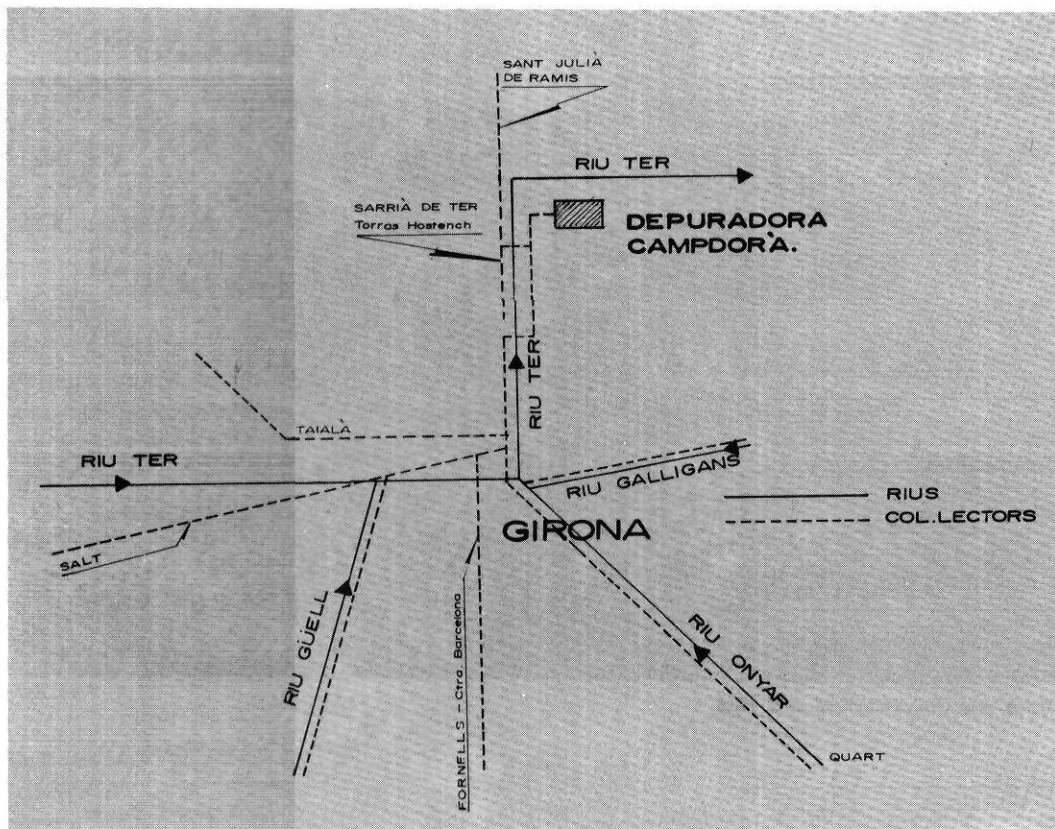 SANT JULIÀ
DE RAMIS
RIU TER
SARRIÀ DE TER
Torras Hostench
DEPURADORA
CAMPDORÀ.
RIU TER
TAIALÀ
RIU TER
RIU GALLIGANS
RIUS
COL.LECTORS
GIRONA
SALT
RIU GÜELL
FORNELLS - Ctra. Barcelona
RIU ONYAR
QUART